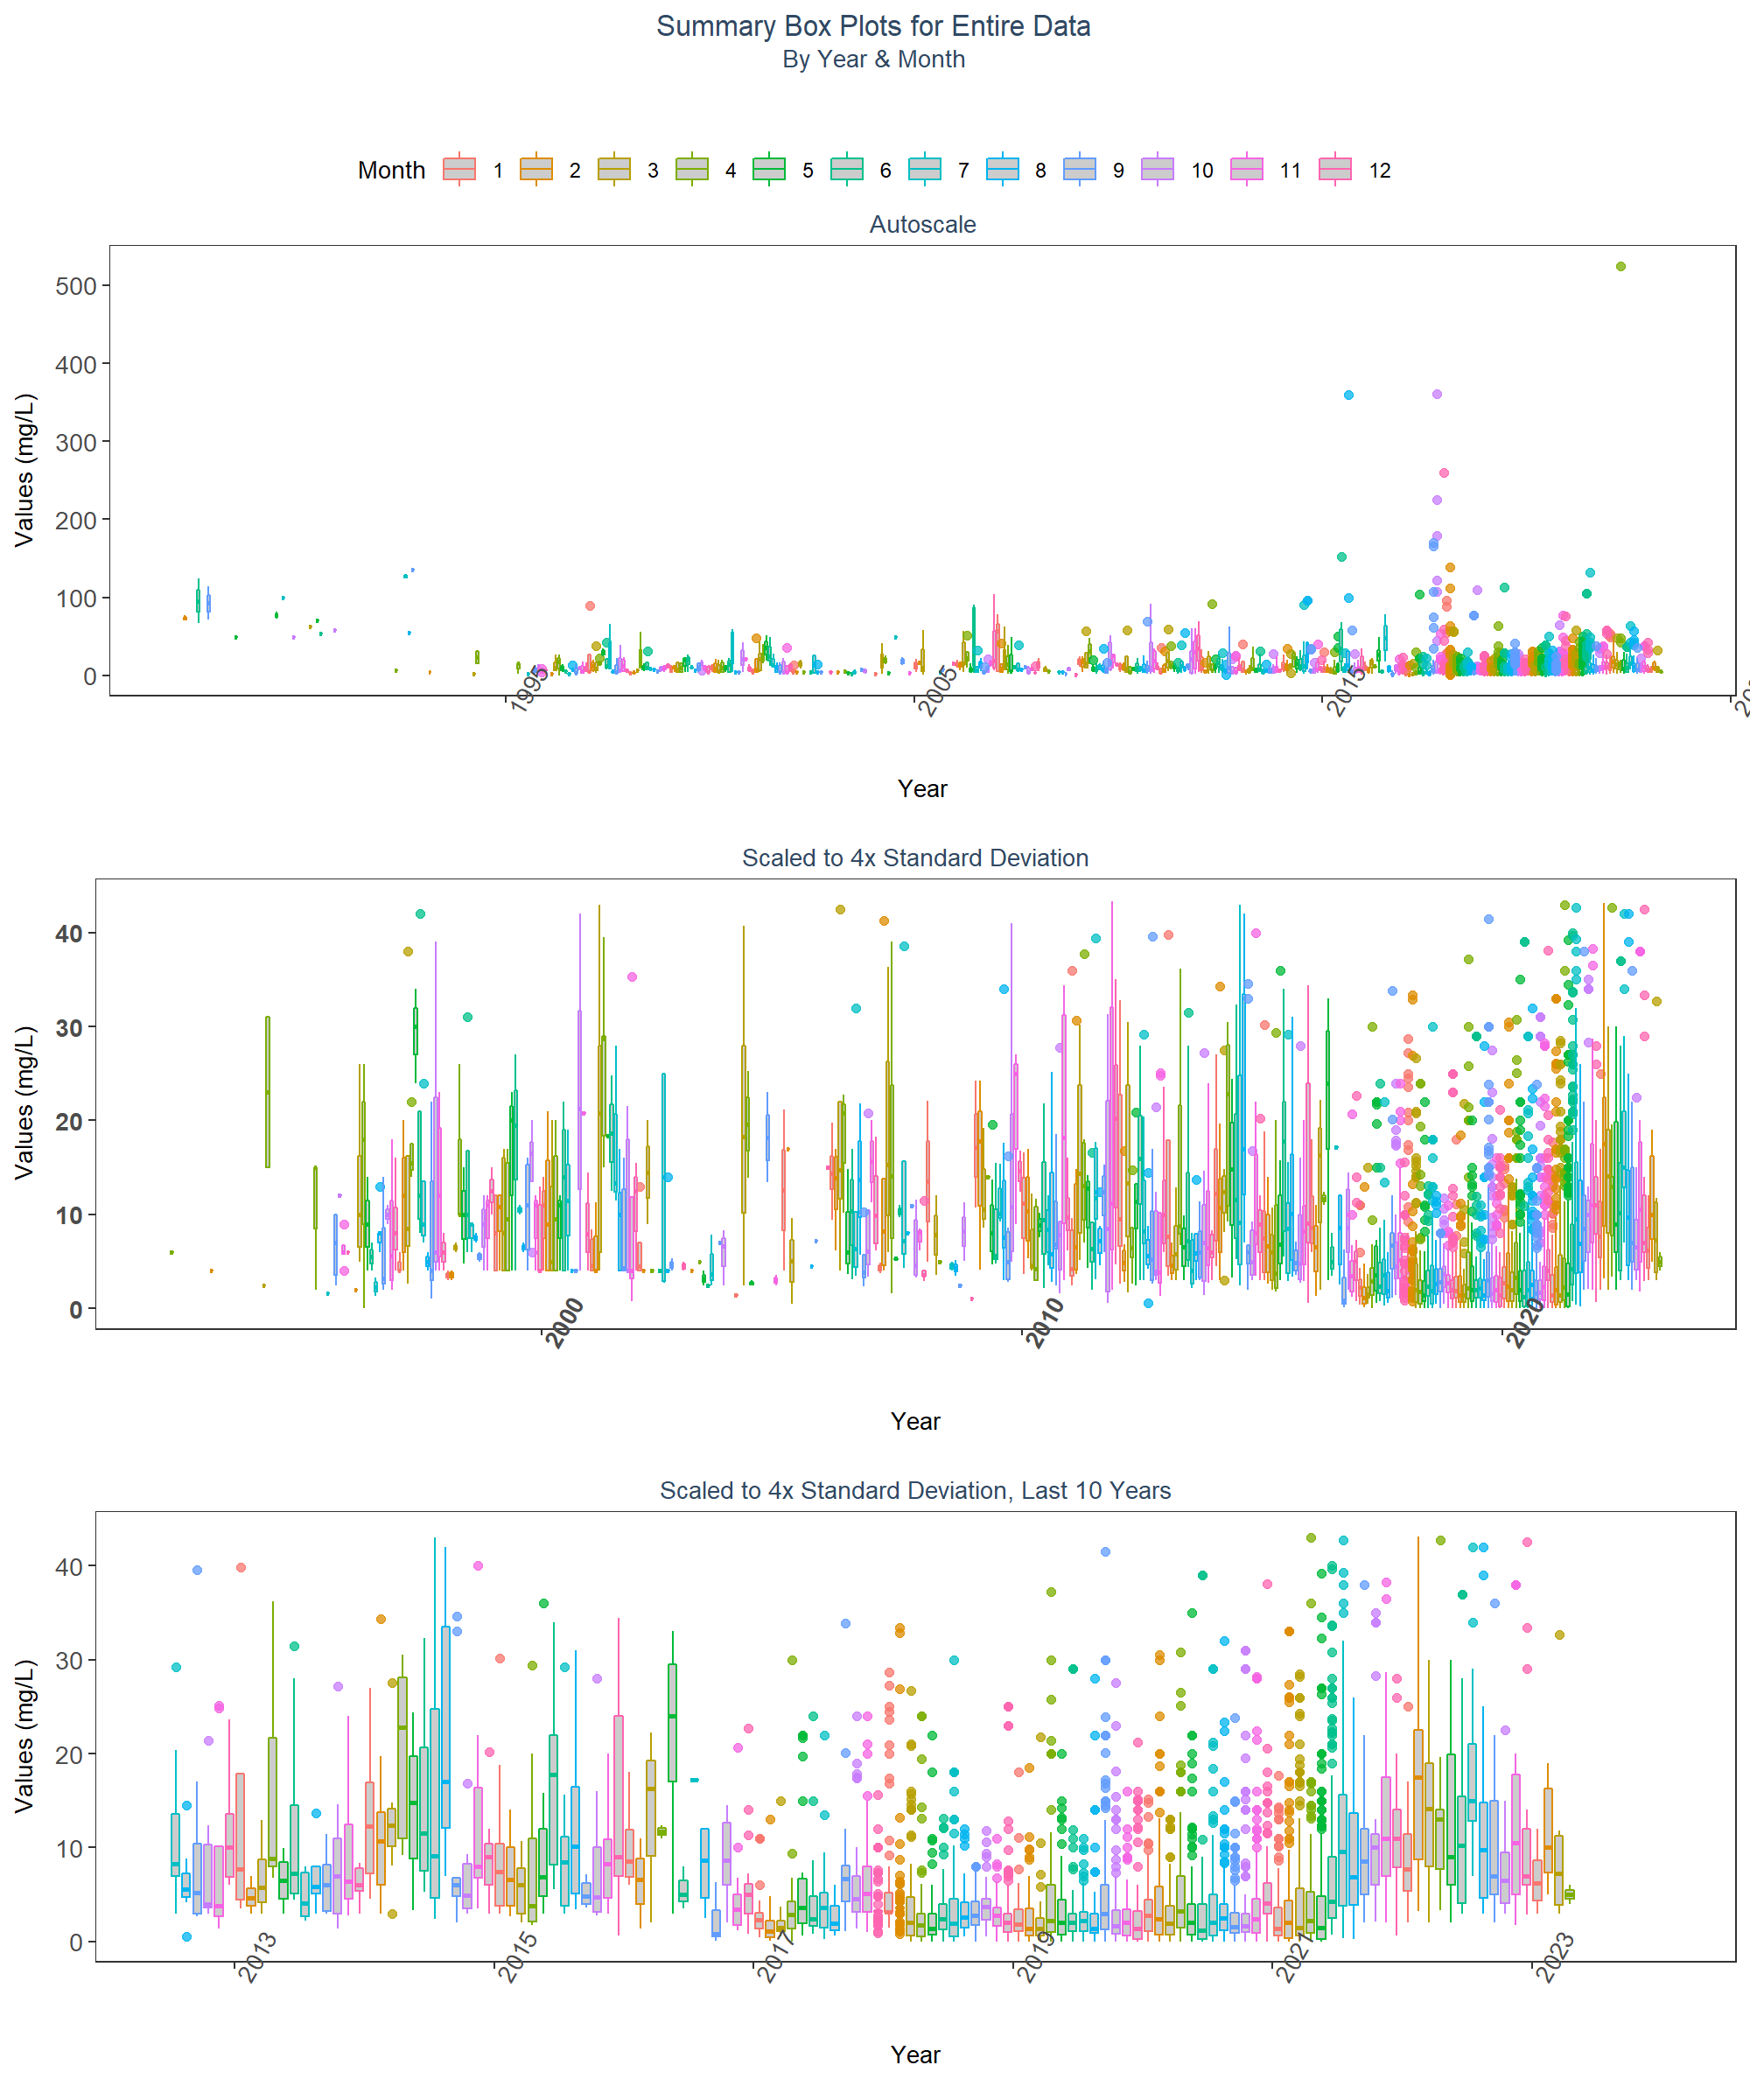 Summary Box Plots for Entire Data
By Year & Month
Month 1 2 3 4 5 6 7 8 9 10 11 12
Autoscale
Values (mg/L)
500
400
300
200
100
0
1995 2005 2015
Year
Scaled to 4x Standard Deviation
Values (mg/L)
40
30
20
10
0
2000 2010 2020
Year
Scaled to 4x Standard Deviation, Last 10 Years
Values (mg/L)
40
30
20
10
0
2013 2015 2017 2019 2021 2023
Year